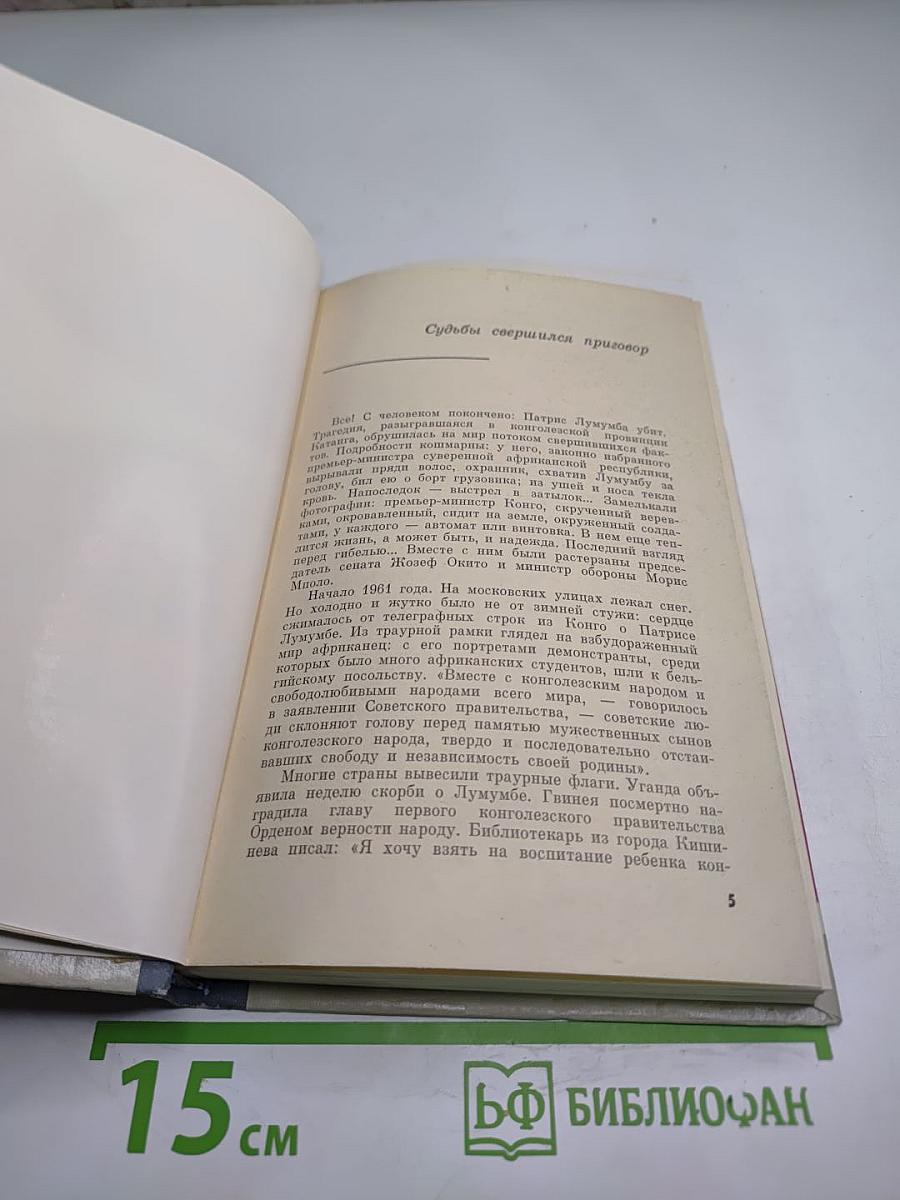 Судьбы свершился приговор
Все! С человеком покончено: Патрис Лумумба убит.
Трагедия, разыгравшаяся в конголезской провинции
Катанга, обрушилась на мир потоком свершившихся фак-
тов. Подробности кошмарны: у него, законно избранного
премьер-министра суверенной африканской республики,
вырывали пряди волос, охранник, схватив Лумумбу за
голову, бил ею о борт грузовика; из ушей и носа текла
кровь. Напоследок — выстрел в затылок... Замелькали
фотографии: премьер-министр Конго, скрученный верев-
ками, окровавленный, сидит на земле, окруженный солда-
тами, у каждого — автомат или винтовка. В нем еще теп-
лится жизнь, а может быть, и надежда. Последний взгляд
перед гибелью... Вместе с ним были растерзаны предсе-
датель сената Жозеф Окито и министр обороны Морис
Мполо.
Начало 1961 года. На московских улицах лежал снег.
Но холодно и жутко было не от зимней стужи: сердце
сжималось от телеграфных строк из Конго о Патрисе
Лумумбе. Из траурной рамки глядел на взбудораженный
мир африканец: с его портретами демонстранты, среди
которых было много африканских студентов, шли к бель-
гийскому посольству. «Вместе с конголезским народом и
свободолюбивыми народами всего мира, — говорилось
в заявлении Советского правительства, — советские лю-
ди склоняют голову перед памятью мужественных сынов
конголезского народа, твердо и последовательно отстаи-
вавших свободу и независимость своей родины».
Многие страны вывесили траурные флаги. Уганда объ-
явила неделю скорби о Лумумбе. Гвинея посмертно на-
градила главу первого конголезского правительства
Орденом верности народу. Библиотекарь из города Киши-
нева писал: «Я хочу взять на воспитание ребенка кон-
5
15 см
БФ БИБЛИОФАН